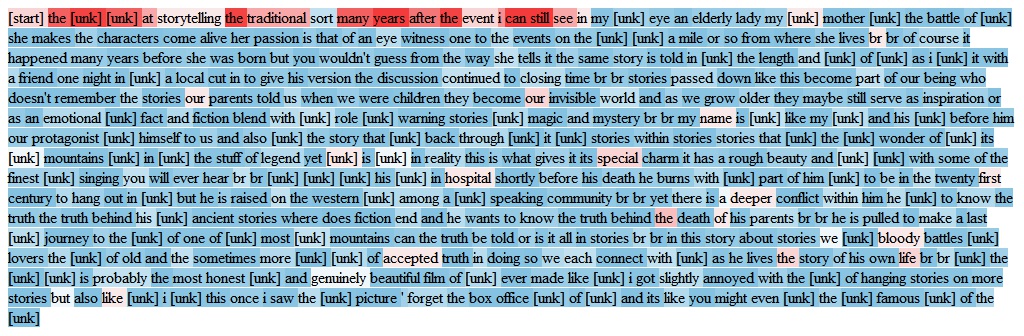 [start] the [unk] [unk] at storytelling the traditional sort many years after the event i can still see in my [unk] eye an elderly lady my [unk] mother [unk] the battle of [unk]
she makes the characters come alive her passion is that of an eye witness one to the events on the [unk] [unk] a mile or so from where she lives br br of course it
happened many years before she was born but you wouldn't guess from the way she tells it the same story is told in [unk] the length and [unk] of [unk] as i [unk] it with
a friend one night in [unk] a local cut in to give his version the discussion continued to closing time br br stories passed down like this become part of our being who
doesn't remember the stories our parents told us when we were children they become our invisible world and as we grow older they maybe still serve as inspiration or
as an emotional [unk] fact and fiction blend with [unk] role [unk] warning stories [unk] magic and mystery br br my name is [unk] like my [unk] and his [unk] before him
our protagonist [unk] himself to us and also [unk] the story that [unk] back through [unk] it [unk] stories within stories stories that [unk] the [unk] wonder of [unk] its
[unk] mountains [unk] in [unk] the stuff of legend yet [unk] is [unk] in reality this is what gives it its special charm it has a rough beauty and [unk] with some of the
finest [unk] singing you will ever hear br br [unk] [unk] [unk] his [unk] in hospital shortly before his death he burns with [unk] part of him [unk] to be in the twenty first
century to hang out in [unk] but he is raised on the western [unk] among a [unk] speaking community br br yet there is a deeper conflict within him he [unk] to know the
truth the truth behind his [unk] ancient stories where does fiction end and he wants to know the truth behind the death of his parents br br he is pulled to make a last
[unk] journey to the [unk] of one of [unk] most [unk] mountains can the truth be told or is it all in stories br br in this story about stories we [unk] bloody battles [unk]
lovers the [unk] of old and the sometimes more [unk] [unk] of accepted truth in doing so we each connect with [unk] as he lives the story of his own life br br [unk] the
[unk] [unk] is probably the most honest [unk] and genuinely beautiful film of [unk] ever made like [unk] i got slightly annoyed with the [unk] of hanging stories on more
stories but also like [unk] i [unk] this once i saw the [unk] picture ' forget the box office [unk] of [unk] and its like you might even [unk] the [unk] famous [unk] of the
[unk]